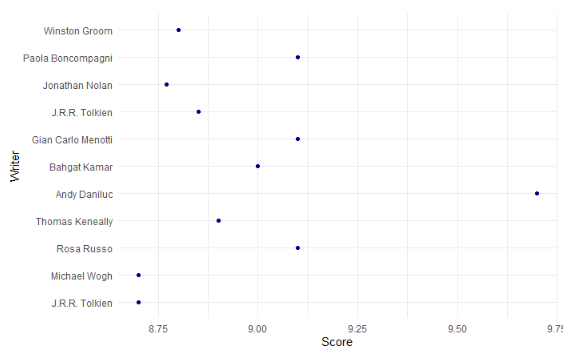 Winston Groom
Paola Boncompagni
Jonathan Nolan
J.R.R. Tolkien
Gian Carlo Menotti
Bahgat Kamar
Andy Daniluc
Thomas Keneally
Rosa Russo
Michael Wogh
J.R.R. Tolkien
Writer
8.75 9.00 9.25 9.50 9.75
Score